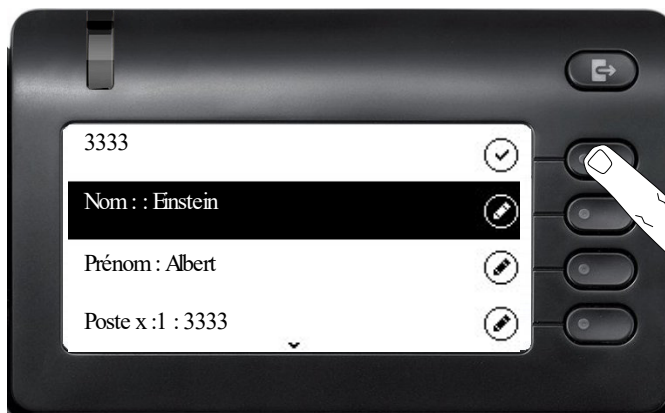 3333
Nom : : Einstein
Prénom : Albert
Poste x :1 : 3333